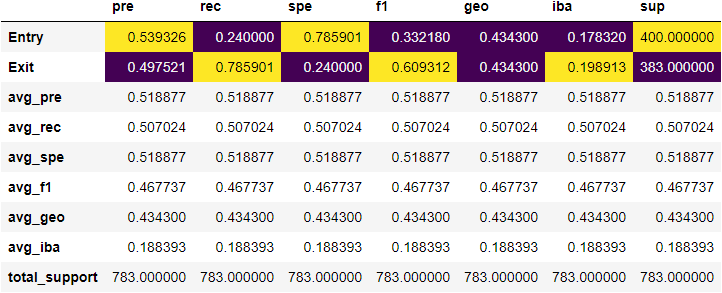 pre rec spe f1 geo iba sup
Entry 0.539326 0.240000 0.785901 0.332180 0.434300 0.178320 400.000000
Exit 0.497521 0.785901 0.240000 0.609312 0.434300 0.198913 383.000000
avg_pre 0.518877 0.518877 0.518877 0.518877 0.518877 0.518877 0.518877
avg_rec 0.507024 0.507024 0.507024 0.507024 0.507024 0.507024 0.507024
avg_spe 0.518877 0.518877 0.518877 0.518877 0.518877 0.518877 0.518877
avg_f1 0.467737 0.467737 0.467737 0.467737 0.467737 0.467737 0.467737
avg_geo 0.434300 0.434300 0.434300 0.434300 0.434300 0.434300 0.434300
avg_iba 0.188393 0.188393 0.188393 0.188393 0.188393 0.188393 0.188393
total_support 783.000000 783.000000 783.000000 783.000000 783.000000 783.000000 783.000000